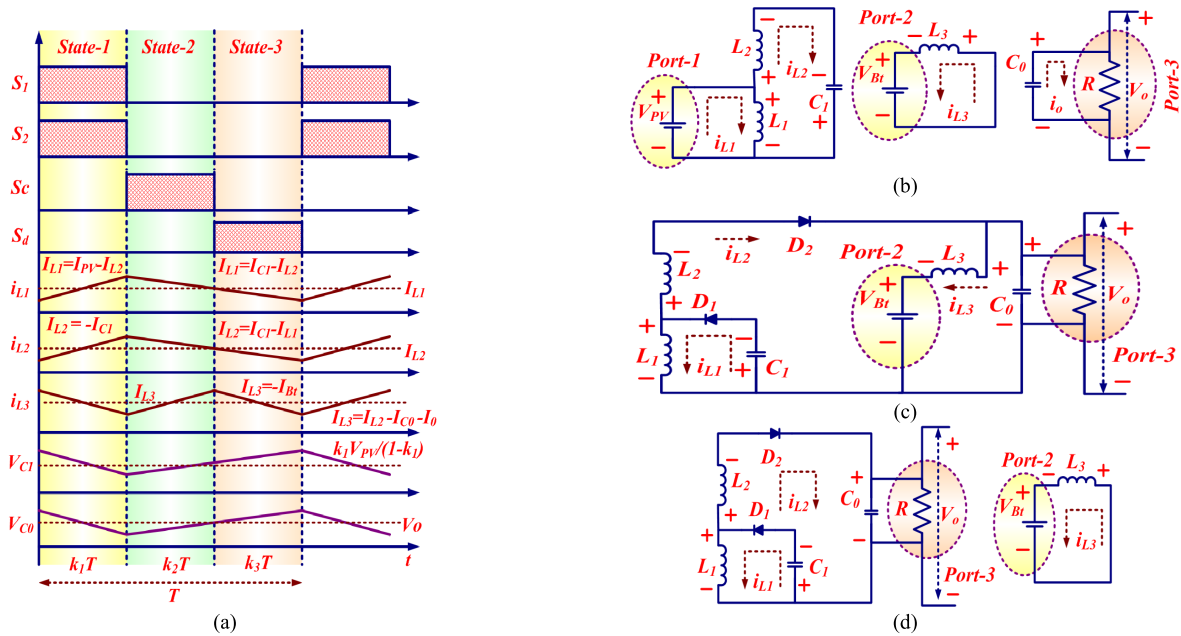 State-1 State-2 State-3
S1
S2
Sc
Sd
IL1=IPV-IL2 IL1=IC1-IL2
iL1 IL1
IL2= -IC1 IL2=IC1-IL1
iL2 IL2
iL3 IL3 IL3=-IBt
IL3=IL2-IC0-I0
k1VPV/(1-k1)
VC1
VC0 Vo
k1T k2T k3T t
T
(a)
Port-1
+ VPV −
iL1
− L2 +
iL2
+ L1 −
− C1 +
Port-2
+ VBt −
− L3 +
iL3
+ C0 −
io
R
+ Vo −
Port-3
(b)
iL2
D2
− L2 +
D1
+ L1 −
iL1
− C1 +
Port-2
+ VBt −
− L3 +
iL3
+ C0 −
R
+ Vo −
Port-3
(c)
D2
− L2 +
iL2
D1
+ L1 −
iL1
− C1 +
+ C0 −
R
+ Vo −
Port-3
Port-2
+ VBt −
− L3 +
iL3
(d)